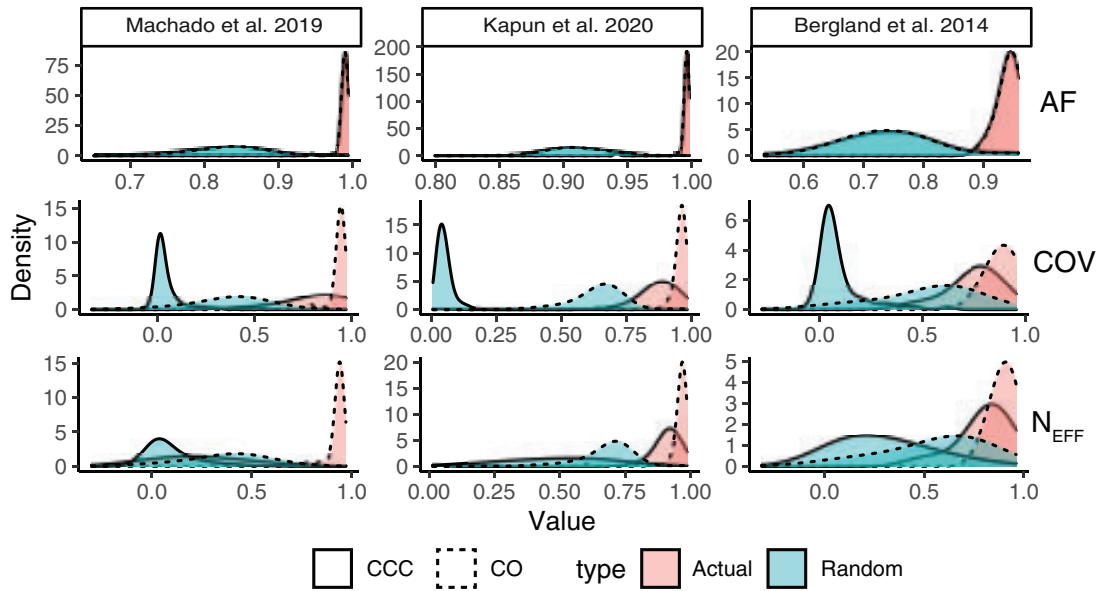 Machado et al. 2019 Kapun et al. 2020 Bergland et al. 2014
75 50 25 0
200 150 100 50 0
20 15 10 5 0
AF
0.7 0.8 0.9 1.0
0.80 0.85 0.90 0.95 1.00
0.6 0.7 0.8 0.9
Density
15 10 5 0
15 10 5 0
6 4 2 0
COV
0.0 0.5 1.0
0.00 0.25 0.50 0.75 1.00
0.0 0.5 1.0
15 10 5 0
20 15 10 5 0
5 4 3 2 1 0
NEFF
0.0 0.5 1.0
0.00 0.25 0.50 0.75 1.00
0.0 0.5 1.0
Value
CCC CO type Actual Random